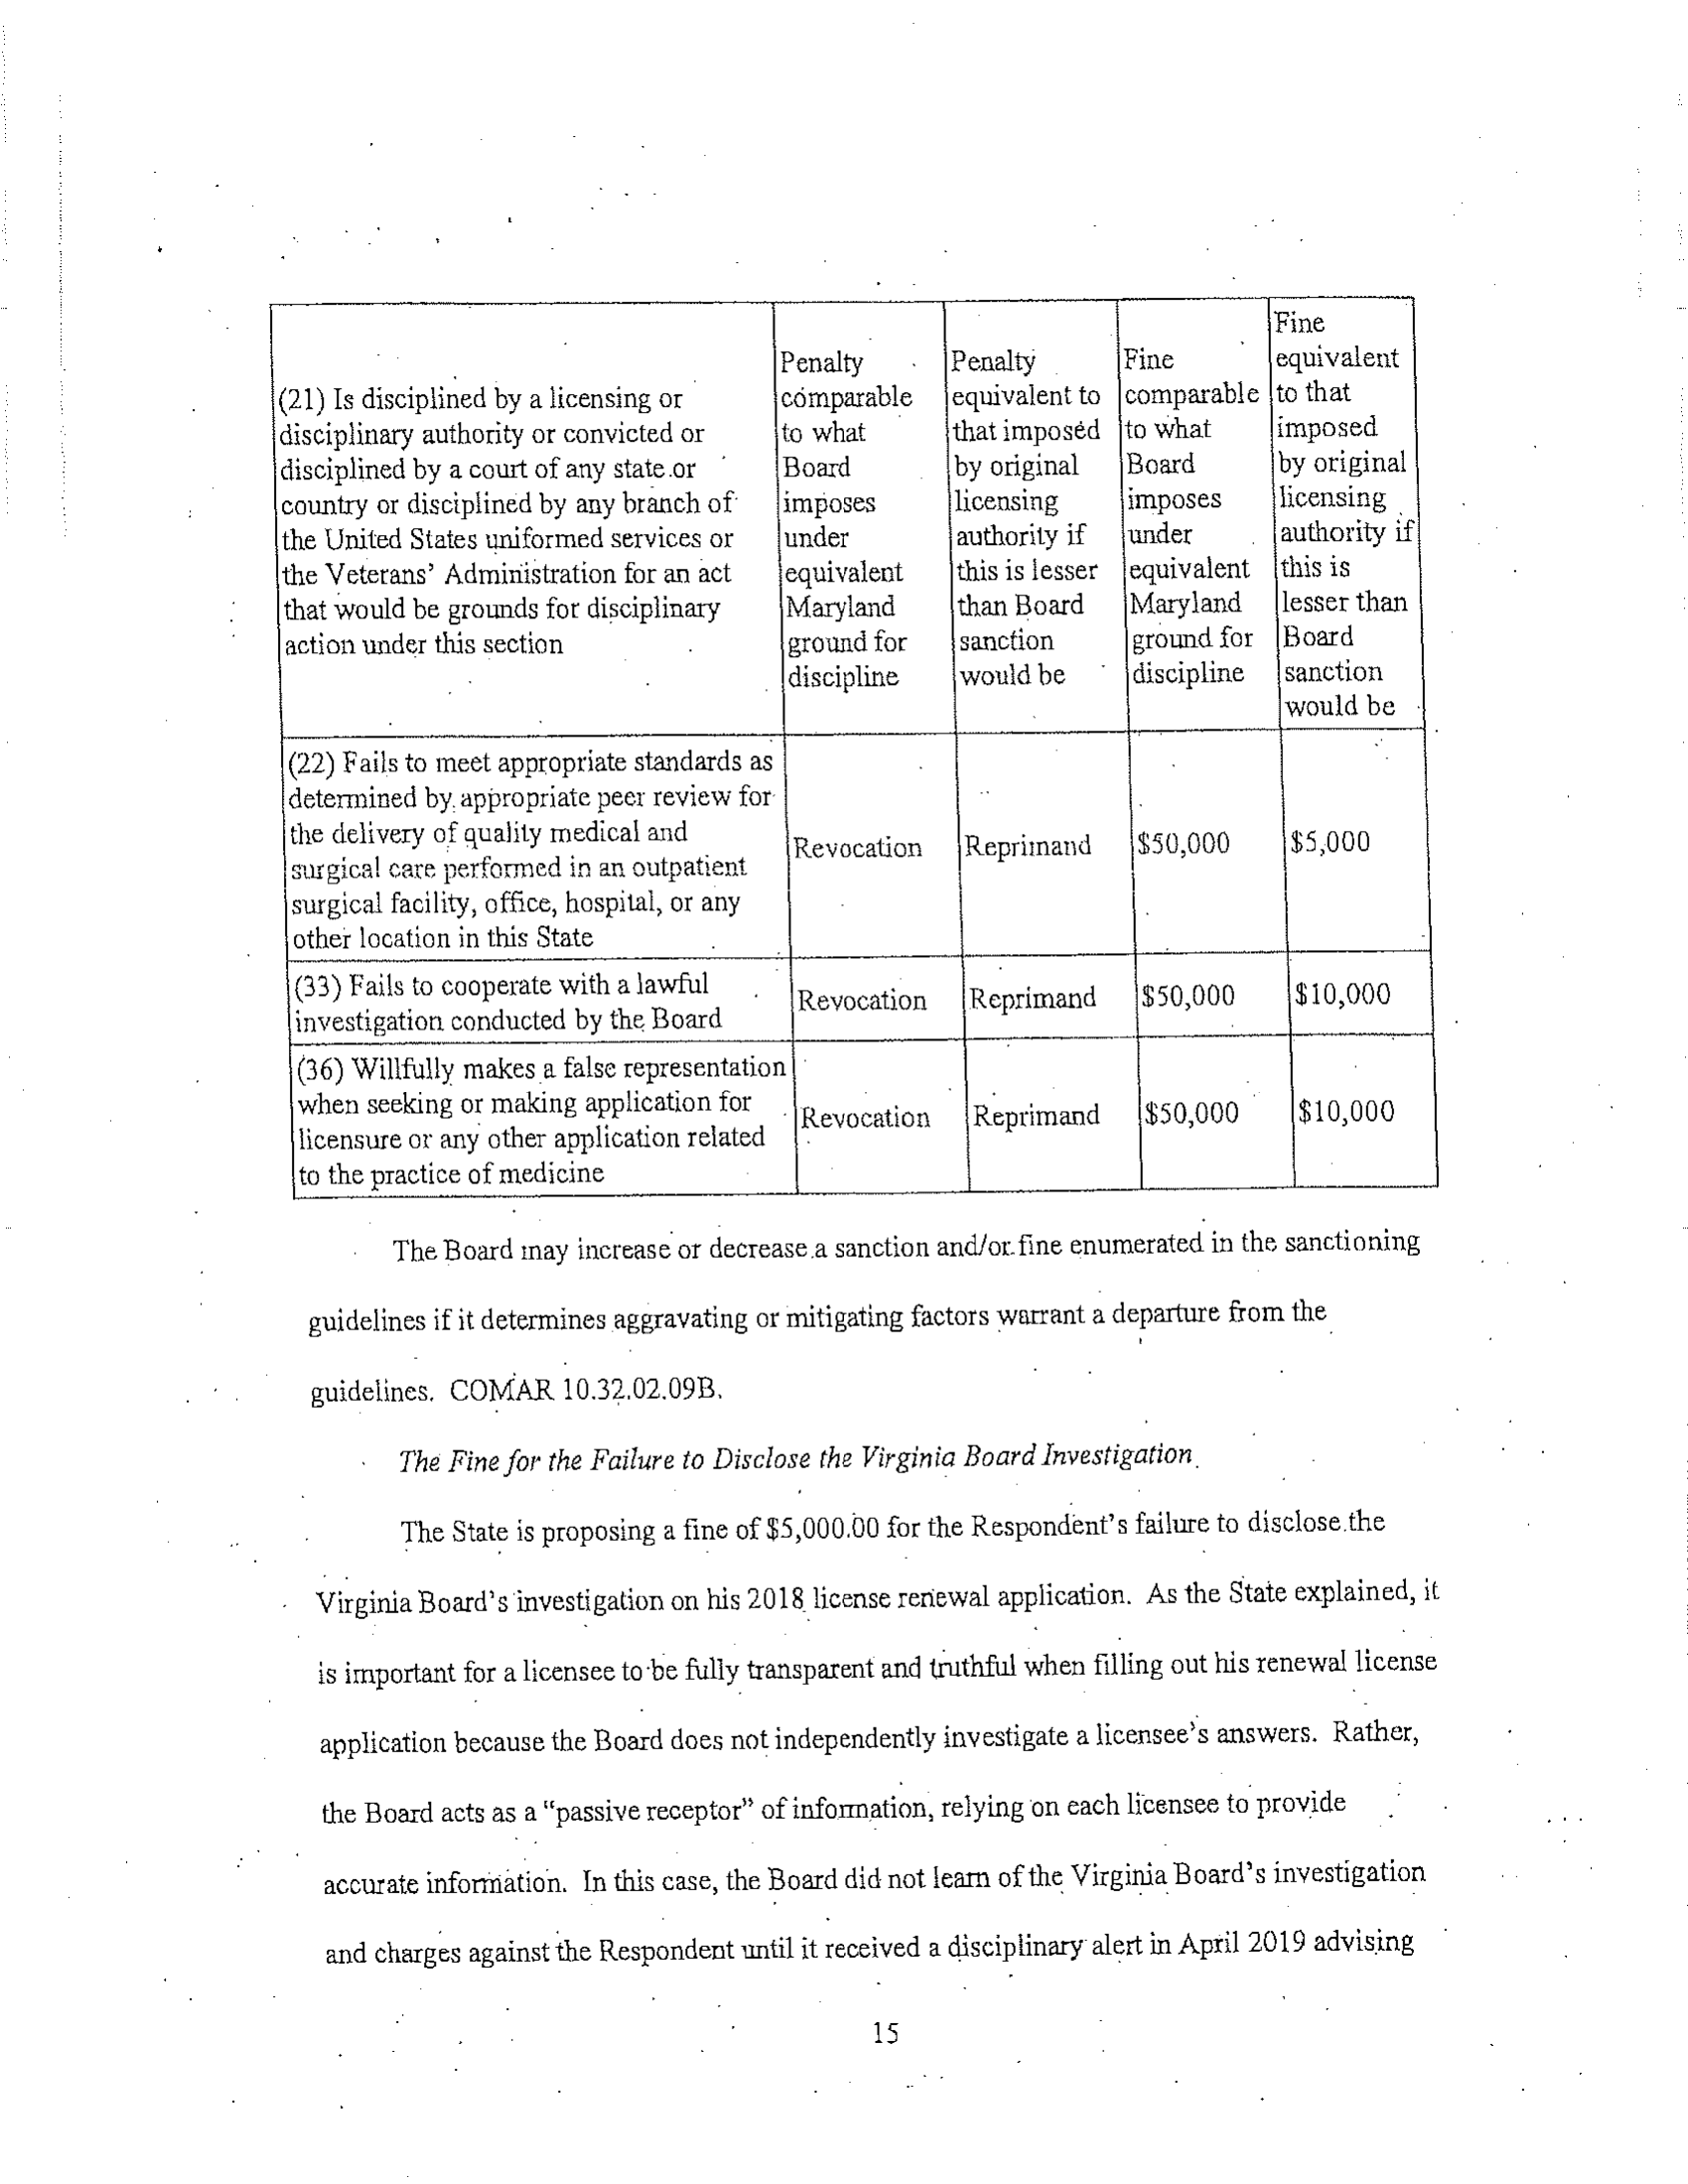 (21) Is disciplined by a licensing or
disciplinary authority or convicted or
disciplined by a court of any state or
country or disciplined by any branch of
the United States uniformed services or
the Veterans' Administration for an act
that would be grounds for disciplinary
action under this section
Penalty
comparable
to what
Board
imposes
under
equivalent
Maryland
ground for
discipline
Penalty
equivalent to
that imposed
by original
licensing
authority if
this is lesser
than Board
sanction
would be
Fine
comparable
to what
Board
imposes
under
equivalent
Maryland
ground for
discipline
Fine
equivalent
to that
imposed
by original
licensing
authority if
this is
lesser than
Board
sanction
would be
(22) Fails to meet appropriate standards as
determined by appropriate peer review for
the delivery of quality medical and
surgical care performed in an outpatient
surgical facility, office, hospital, or any
other location in this State
Revocation
Reprimand
$50,000
$5,000
(33) Fails to cooperate with a lawful
investigation conducted by the Board
Revocation
Reprimand
$50,000
$10,000
(36) Willfully makes a false representation
when seeking or making application for
licensure or any other application related
to the practice of medicine
Revocation
Reprimand
$50,000
$10,000
The Board may increase or decrease a sanction and/or fine enumerated in the sanctioning
guidelines if it determines aggravating or mitigating factors warrant a departure from the
guidelines. COMAR 10.32.02.09B.
The Fine for the Failure to Disclose the Virginia Board Investigation
The State is proposing a fine of $5,000.00 for the Respondent's failure to disclose the
Virginia Board's investigation on his 2018 license renewal application. As the State explained, it
is important for a licensee to be fully transparent and truthful when filling out his renewal license
application because the Board does not independently investigate a licensee's answers. Rather,
the Board acts as a "passive receptor" of information, relying on each licensee to provide
accurate information. In this case, the Board did not learn of the Virginia Board's investigation
and charges against the Respondent until it received a disciplinary alert in April 2019 advising
15